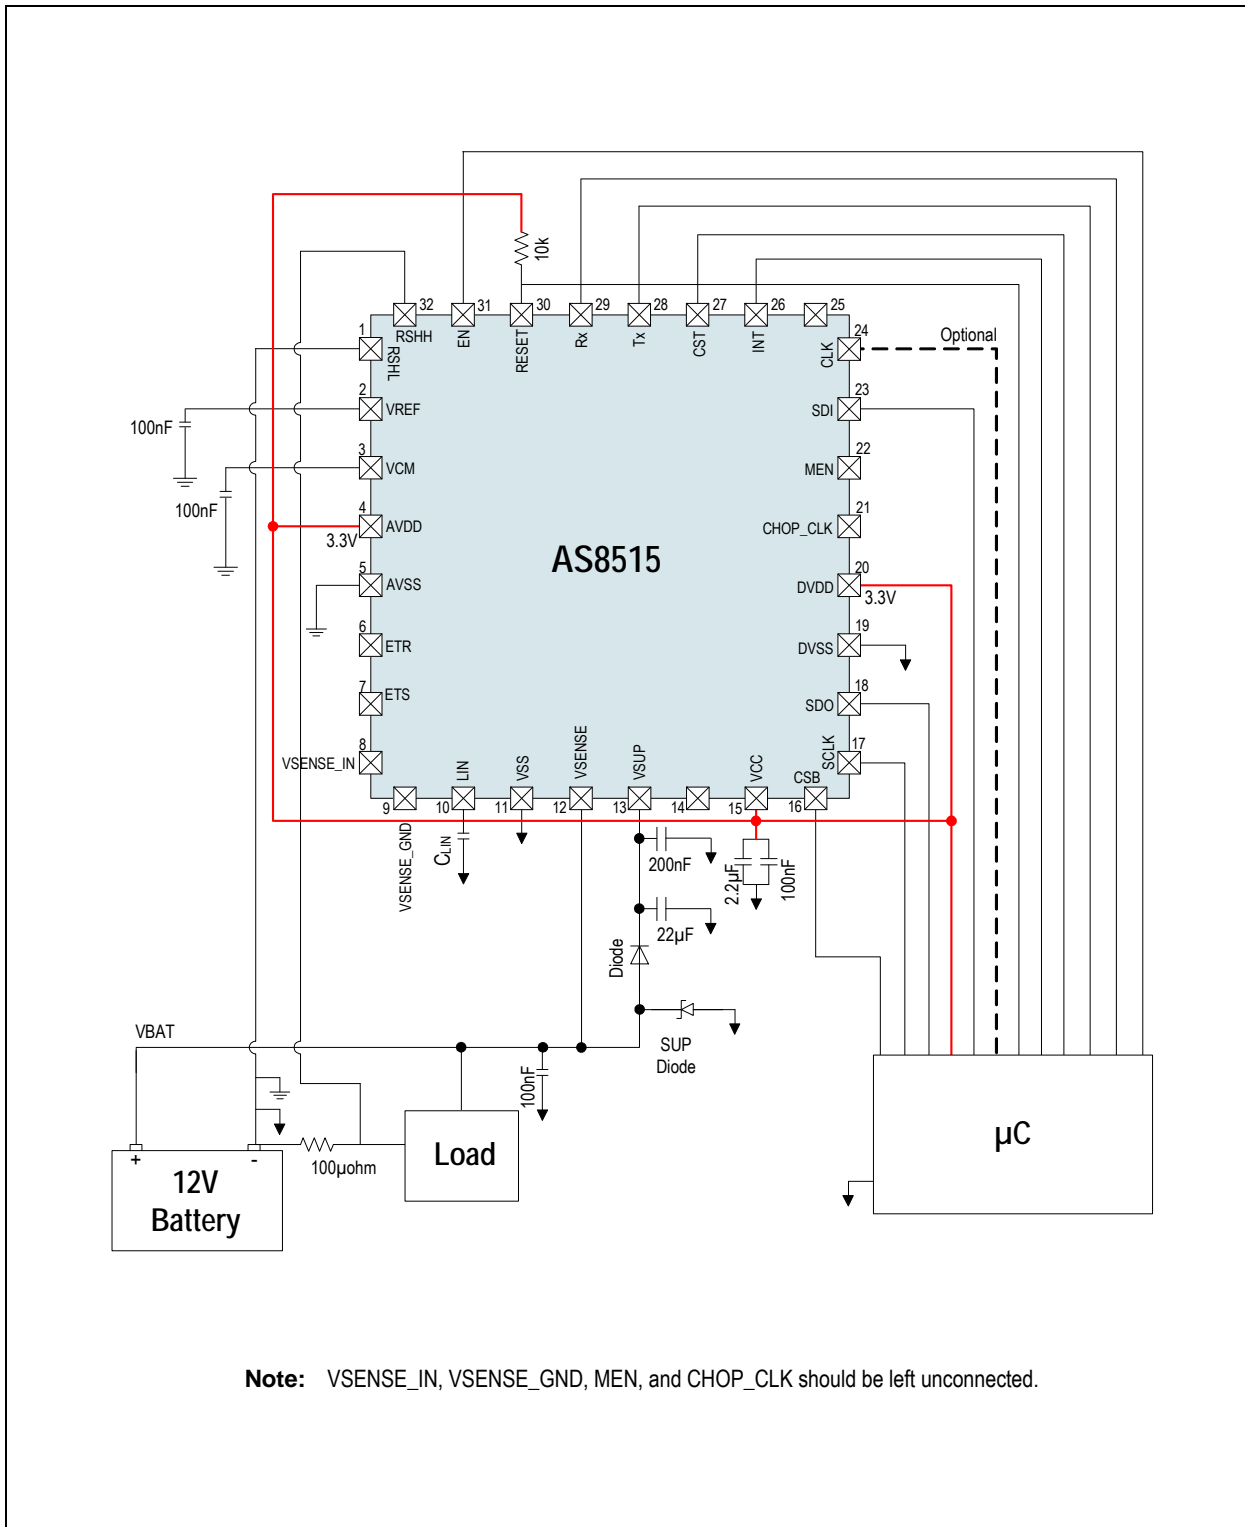 10k
32
31
30
29
28
27
26
25
RSHH
EN
RESET
Rx
Tx
CST
INT
1
RSHL
24
CLK
Optional
2
VREF
23
SDI
100nF
3
VCM
22
MEN
100nF
4
AVDD
3.3V
21
CHOP_CLK
AS8515
5
AVSS
20
DVDD
3.3V
6
ETR
19
DVSS
7
ETS
18
SDO
8
VSENSE_IN
17
SCLK
LIN
VSS
VSENSE
VSUP
VCC
CSB
9
10
11
12
13
14
15
16
VSENSE_GND
CLIN
200nF
2.2µF
100nF
22µF
Diode
VBAT
SUP
Diode
100nF
100µohm
Load
µC
+ -
12V
Battery
Note: VSENSE_IN, VSENSE_GND, MEN, and CHOP_CLK should be left unconnected.